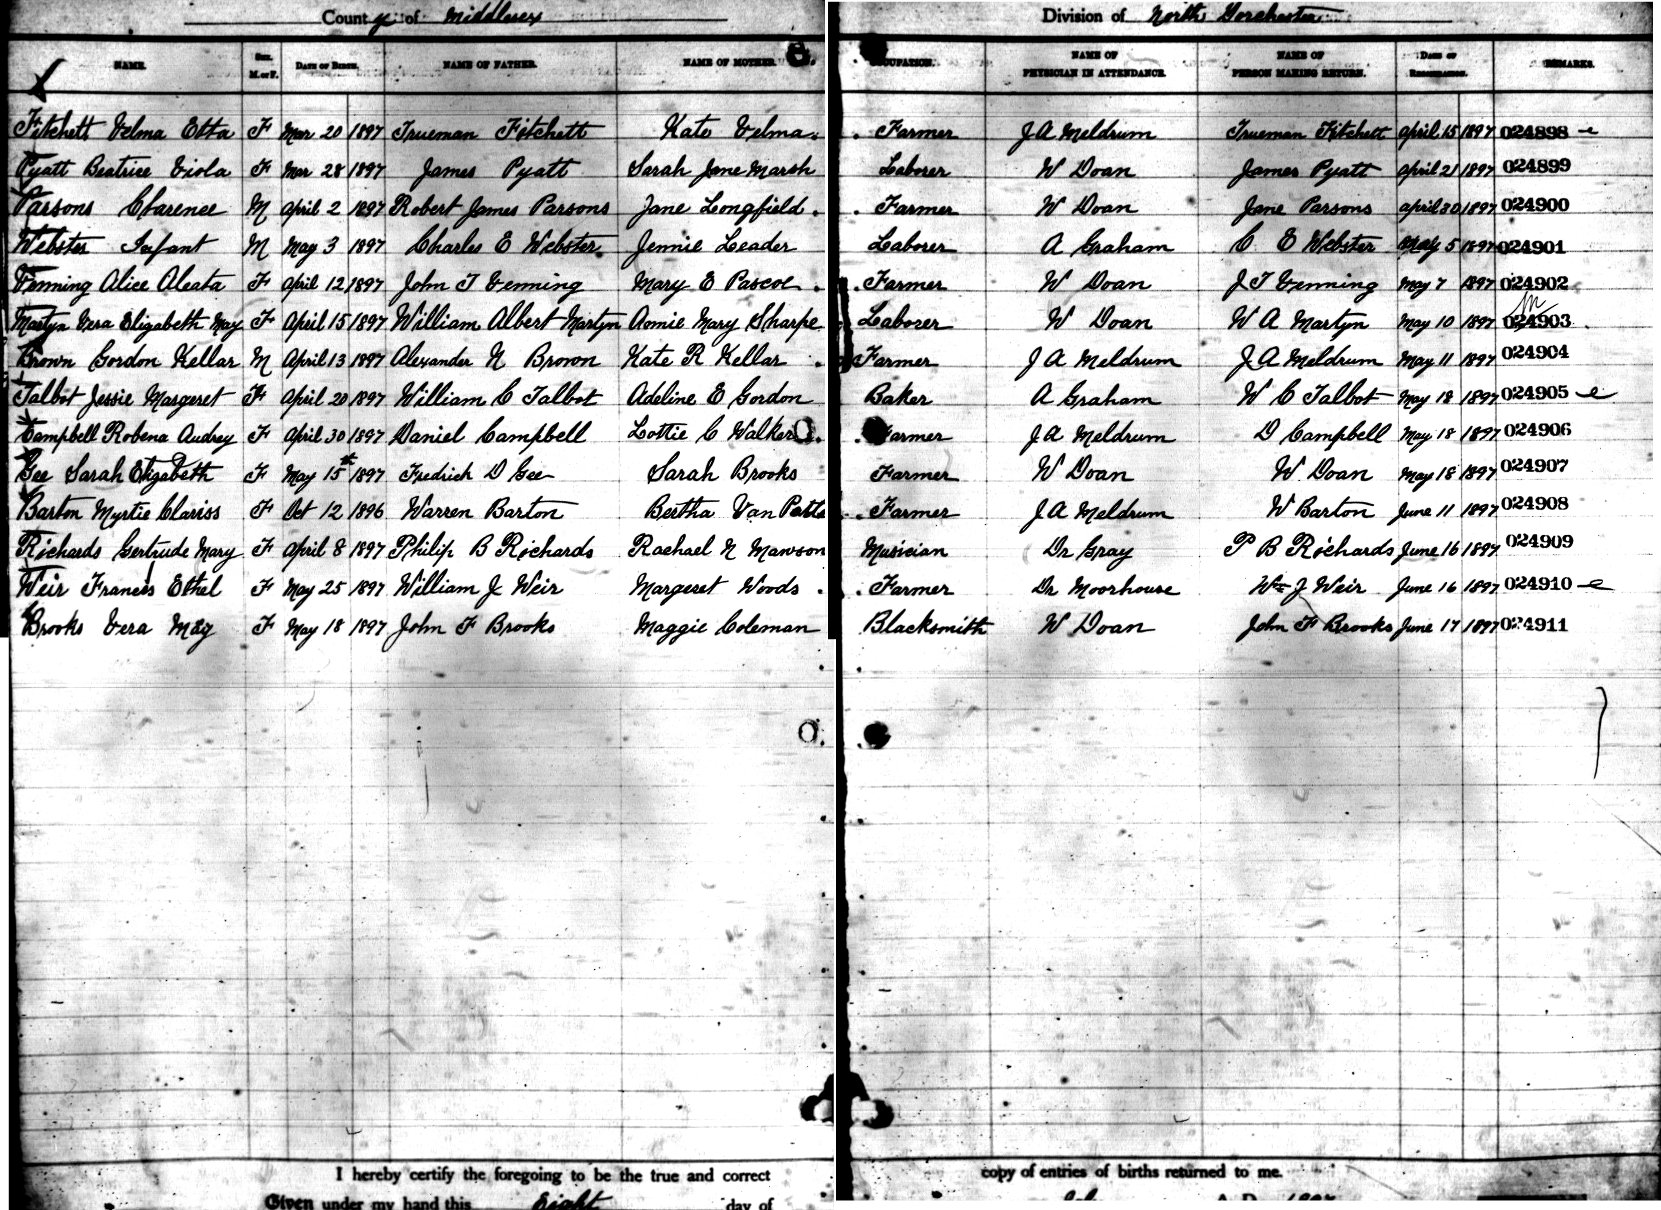 County of Middlesex Division of North Dorchester
NAME. Sex. M. or F. DATE OF BIRTH. NAME OF FATHER. NAME OF MOTHER. OCCUPATION. NAME OF PHYSICIAN IN ATTENDANCE. NAME OF PERSON MAKING RETURN. DATE OF REGISTRATION. REMARKS.
Fitchett Velma Etta F Mar 20 1897 Trueman Fitchett Kate Velma Farmer J A Meldrum Trueman Fitchett April 15 1897 024898
Pyatt Beatrice Viola F Mar 28 1897 James Pyatt Sarah Jane Marsh Laborer W Doan James Pyatt April 21 1897 024899
Parsons Clarence M April 2 1897 Robert James Parsons Jane Longfield Farmer W Doan Jane Parsons April 30 1897 024900
Webster Infant M May 3 1897 Charles E Webster Jennie Leader Laborer A Graham C E Webster May 5 1897 024901
Venning Alice Aleata F April 12 1897 John T Venning Mary E Pascoe Farmer W Doan J T Venning May 7 1897 024902
Martyn Vera Elizabeth May F April 15 1897 William Albert Martyn Aomie Mary Sharpe Laborer W Doan W A Martyn May 10 1897 024903
Brown Gordon Kellar M April 13 1897 Alexander N Brown Kate R Kellar Farmer J A Meldrum J A Meldrum May 11 1897 024904
Talbot Jessie Margeret F April 20 1897 William C Talbot Adeline E Gordon Baker A Graham W C Talbot May 18 1897 024905
Campbell Robena Audrey F April 30 1897 Daniel Campbell Lottie C Walker Farmer J A Meldrum D Campbell May 18 1897 024906
Gee Sarah Elizabeth F May 15th 1897 Fredrick D Gee Sarah Brooks Farmer W Doan W Doan May 18 1897 024907
Barton Myrtie Clariss F Oct 12 1896 Warren Barton Bertha Van Patte Farmer J A Meldrum W Barton June 11 1897 024908
Richards Gertrude Mary F April 8 1897 Philip B Richards Rachael N Mawson Musician Dr Gray P B Richards June 16 1897 024909
Weir Francis Ethel F May 25 1897 William J Weir Margeret Woods Farmer Dr Moorhouse Wm J Weir June 16 1897 024910
Brooks Vera May F May 18 1897 John F Brooks Maggie Coleman Blacksmith W Doan John F Brooks June 17 1897 024911
I hereby certify the foregoing to be the true and correct copy of entries of births returned to me.
Given under my hand this Eight day of